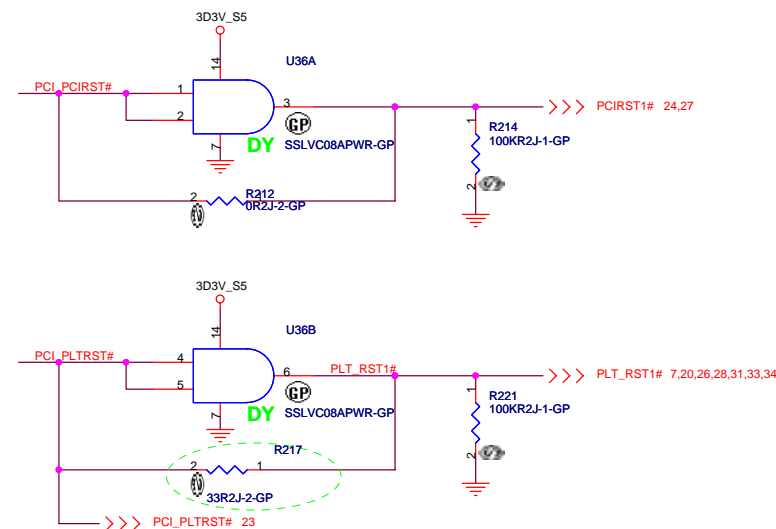 3D3V_S5
14
U36A
PCI_PCIRST#
1
2
3
PCIRST1# 24,27
GP
DY
SSLVC08APWR-GP
7
1
R214
100KR2J-1-GP
2
2
R212
1
0R2J-2-GP
3D3V_S5
14
U36B
PCI_PLTRST#
4
5
6
PLT_RST1#
PLT_RST1# 7,20,26,28,31,33,34
GP
DY
SSLVC08APWR-GP
7
1
R221
100KR2J-1-GP
2
R217
2
1
33R2J-2-GP
PCI_PLTRST# 23